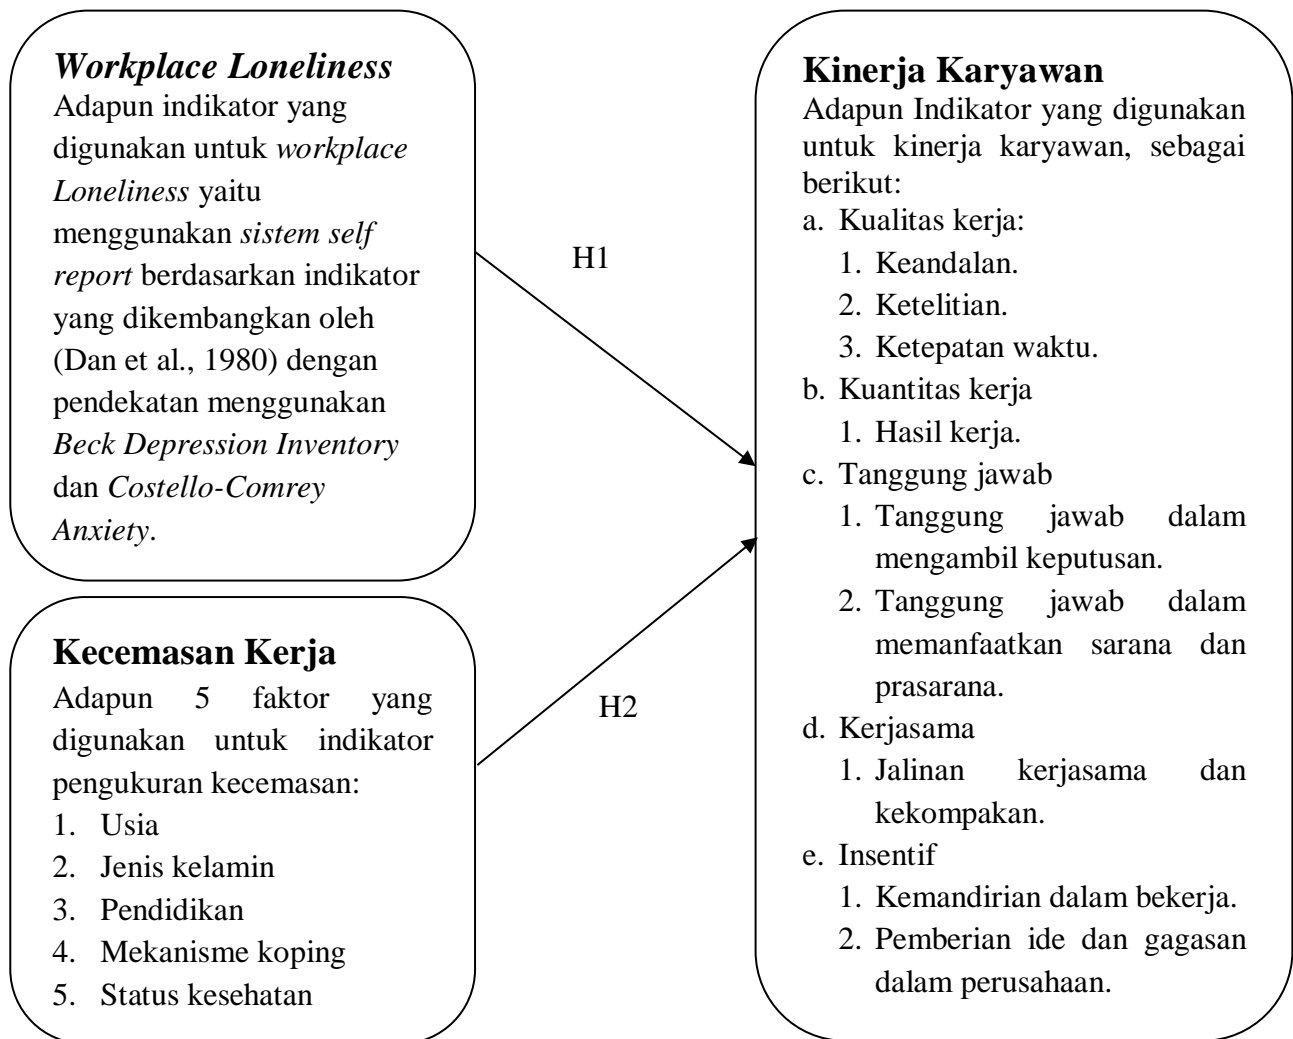 Workplace Loneliness
Adapun indikator yang
digunakan untuk workplace
Loneliness yaitu
menggunakan sistem self
report berdasarkan indikator
yang dikembangkan oleh
(Dan et al., 1980) dengan
pendekatan menggunakan
Beck Depression Inventory
dan Costello-Comrey
Anxiety.
H1
Kecemasan Kerja
Adapun 5 faktor yang
digunakan untuk indikator
pengukuran kecemasan:
1. Usia
2. Jenis kelamin
3. Pendidikan
4. Mekanisme koping
5. Status kesehatan
H2
Kinerja Karyawan
Adapun Indikator yang digunakan
untuk kinerja karyawan, sebagai
berikut:
a. Kualitas kerja:
1. Keandalan.
2. Ketelitian.
3. Ketepatan waktu.
b. Kuantitas kerja
1. Hasil kerja.
c. Tanggung jawab
1. Tanggung jawab dalam
mengambil keputusan.
2. Tanggung jawab dalam
memanfaatkan sarana dan
prasarana.
d. Kerjasama
1. Jalinan kerjasama dan
kekompakan.
e. Insentif
1. Kemandirian dalam bekerja.
2. Pemberian ide dan gagasan
dalam perusahaan.